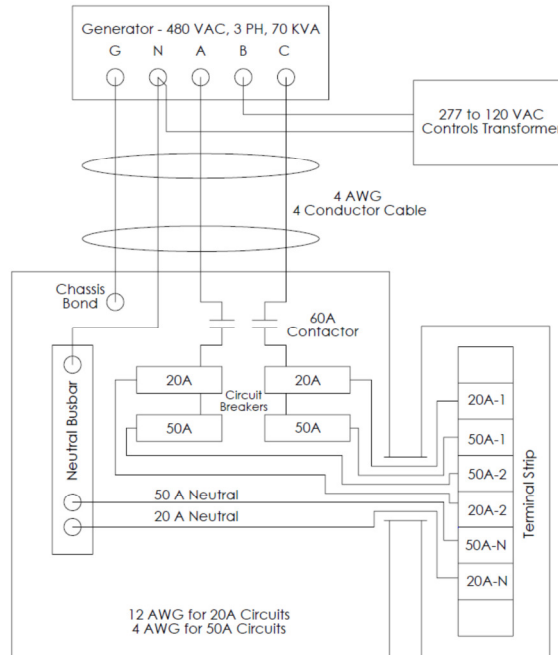 Generator - 480 VAC, 3 PH, 70 KVA
G N A B C
277 to 120 VAC
Controls Transformer
4 AWG
4 Conductor Cable
Chassis
Bond
60A
Contactor
Neutral Busbar
20A
20A
Circuit
Breakers
50A
50A
50 A Neutral
20 A Neutral
20A-1
50A-1
50A-2
20A-2
50A-N
20A-N
Terminal Strip
12 AWG for 20A Circuits
4 AWG for 50A Circuits